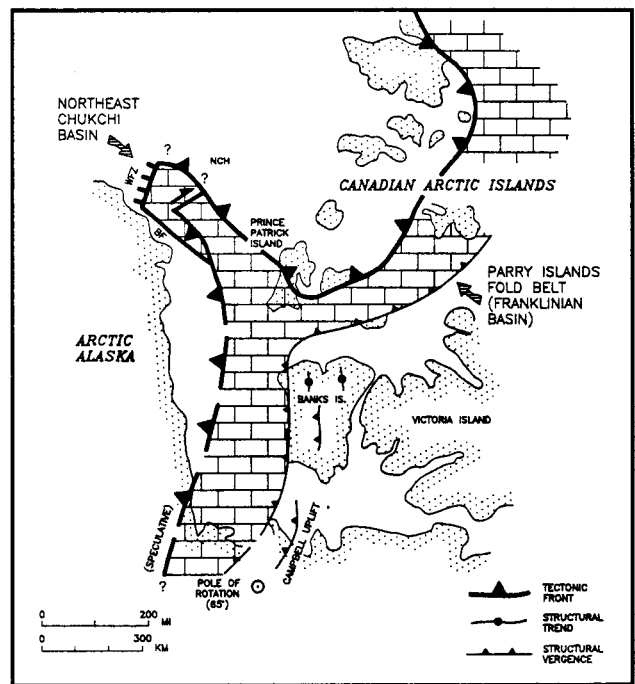 NORTHEAST
CHUKCHI
BASIN
?
NCH
?
WFZ
BF
CANADIAN ARCTIC ISLANDS
PRINCE
PATRICK
ISLAND
PARRY ISLANDS
FOLD BELT
(FRANKLINIAN
BASIN)
ARCTIC
ALASKA
BANKS IS.
VICTORIA ISLAND
(SPECULATIVE)
?
CAMPBELL UPLIFT
POLE OF
ROTATION
(65°)
0 200
MI
0 300
KM
TECTONIC
FRONT
STRUCTURAL
TREND
STRUCTURAL
VERGENCE